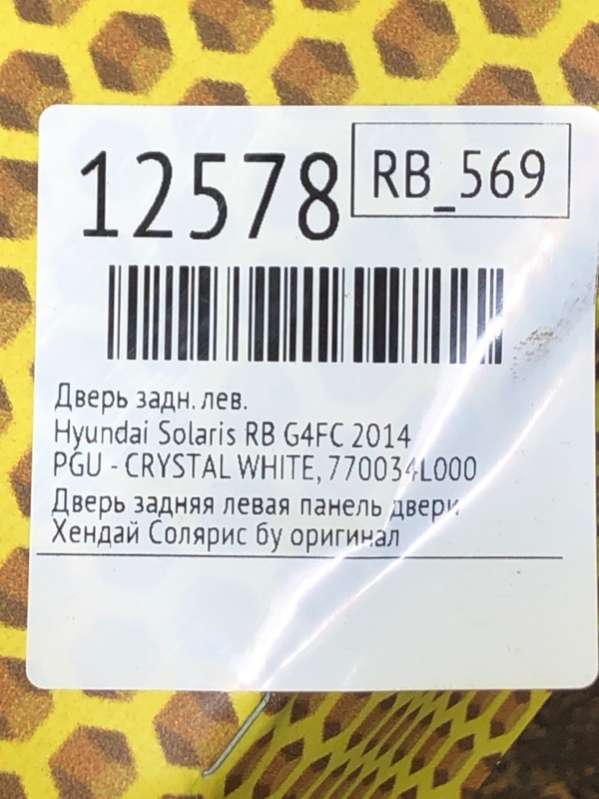 12578
RB_569
Дверь задн. лев.
Hyundai Solaris RB G4FC 2014
PGU - CRYSTAL WHITE, 770034L000
Дверь задняя левая панель двери
Хендай Солярис бу оригинал